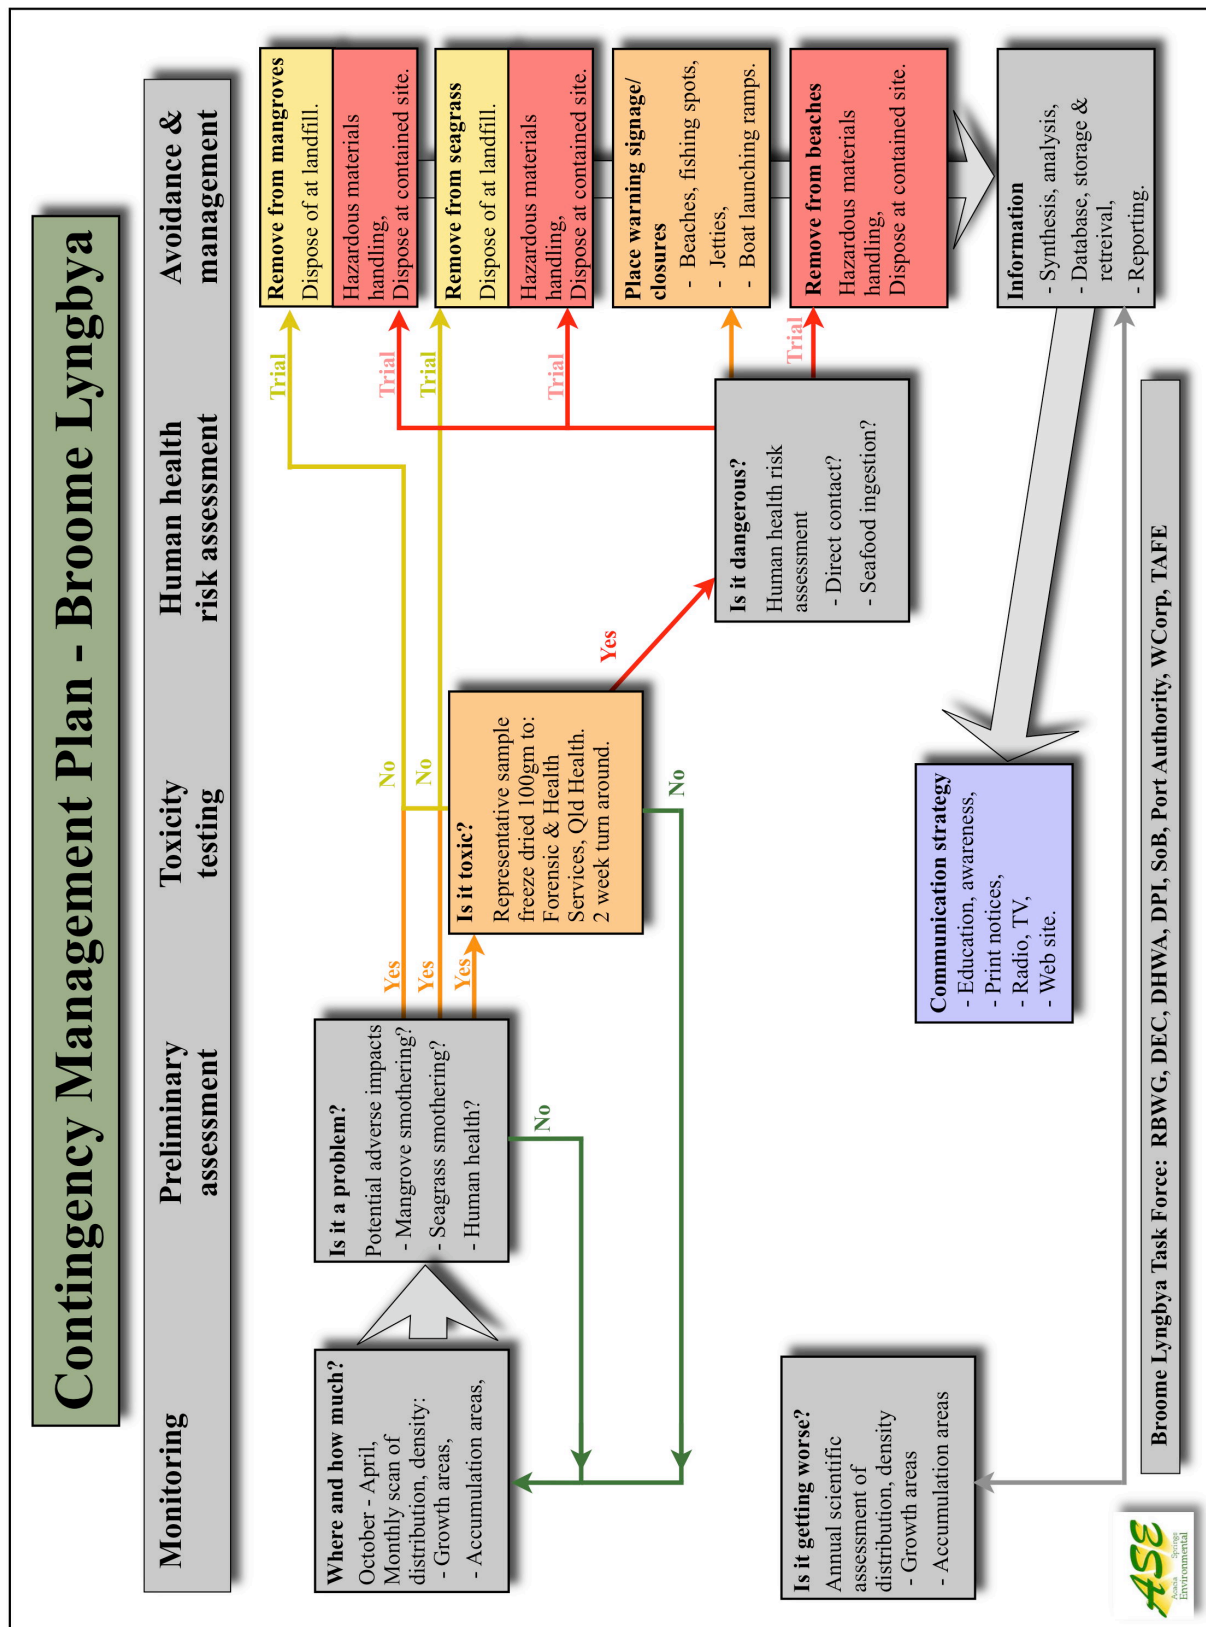 Contingency Management Plan - Broome Lyngbya
Monitoring
Preliminary
assessment
Toxicity
testing
Human health
risk assessment
Avoidance &
management
Where and how much?
October - April,
Monthly scan of
distribution, density:
- Growth areas,
- Accumulation areas,
Is it a problem?
Potential adverse impacts
- Mangrove smothering?
- Seagrass smothering?
- Human health?
Yes
Yes
Yes
No
No
No
Is it toxic?
Representative sample
freeze dried 100gm to:
Forensic & Health
Services, Qld Health.
2 week turn around.
No
Yes
Is it dangerous?
Human health risk
assessment
- Direct contact?
- Seafood ingestion?
Trial
Trial
Trial
Trial
Trial
Remove from mangroves
Dispose of at landfill.
Hazardous materials
handling,
Dispose at contained site.
Remove from seagrass
Dispose of at landfill.
Hazardous materials
handling,
Dispose at contained site.
Place warning signage/
closures
- Beaches, fishing spots,
- Jetties,
- Boat launching ramps.
Remove from beaches
Hazardous materials
handling,
Dispose at contained site.
Information
- Synthesis, analysis,
- Database, storage &
retreival,
- Reporting.
Communication strategy
- Education, awareness,
- Print notices,
- Radio, TV,
- Web site.
Is it getting worse?
Annual scientific
assessment of
distribution, density
- Growth areas
- Accumulation areas
Broome Lyngbya Task Force: RBWG, DEC, DHWA, DPI, SoB, Port Authority, WCorp, TAFE
ASE
Acacia Springs
Environmental